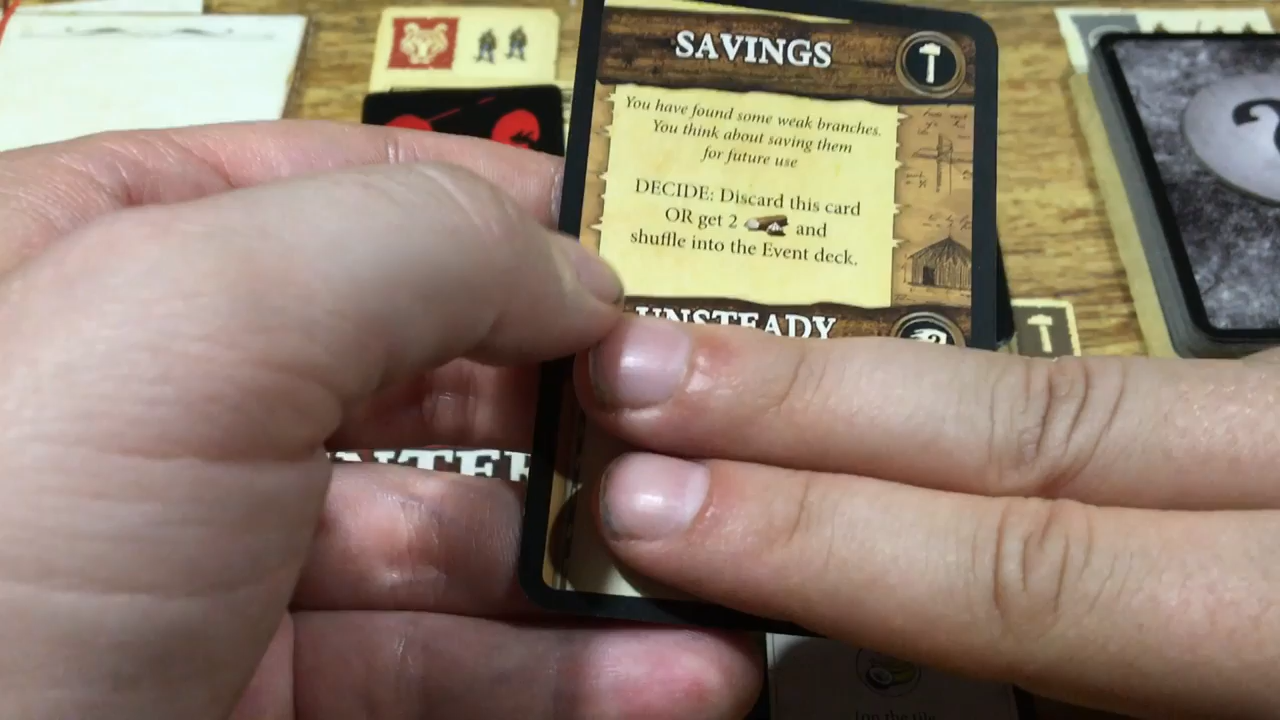 SAVINGS
You have found some weak branches.
You think about saving them
for future use
DECIDE: Discard this card
OR get 2 and
shuffle into the Event deck.
UNSTEADY
?